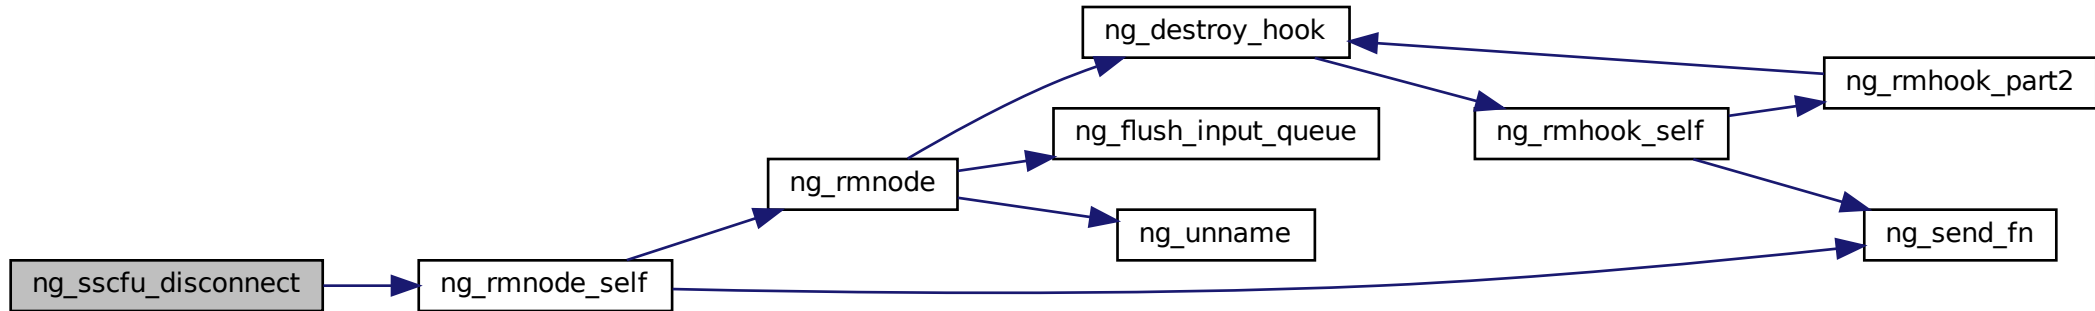 ng_destroy_hook
ng_rmhook_part2
ng_flush_input_queue
ng_rmhook_self
ng_rmnode
ng_unname
ng_send_fn
ng_sscfu_disconnect
ng_rmnode_self